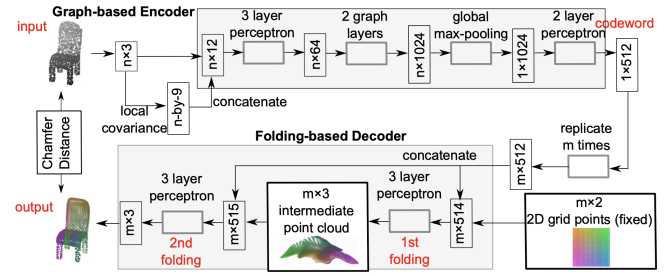 Graph-based Encoder
input
n×3
local
covariance
n-by-9
concatenate
n×12
3 layer
perceptron
n×64
2 graph
layers
n×1024
global
max-pooling
1×1024
2 layer
perceptron
codeword
1×512
replicate
m times
m×512
Chamfer
Distance
Folding-based Decoder
concatenate
m×2
2D grid points (fixed)
m×514
3 layer
perceptron
1st
folding
m×3
intermediate
point cloud
m×515
3 layer
perceptron
2nd
folding
m×3
output